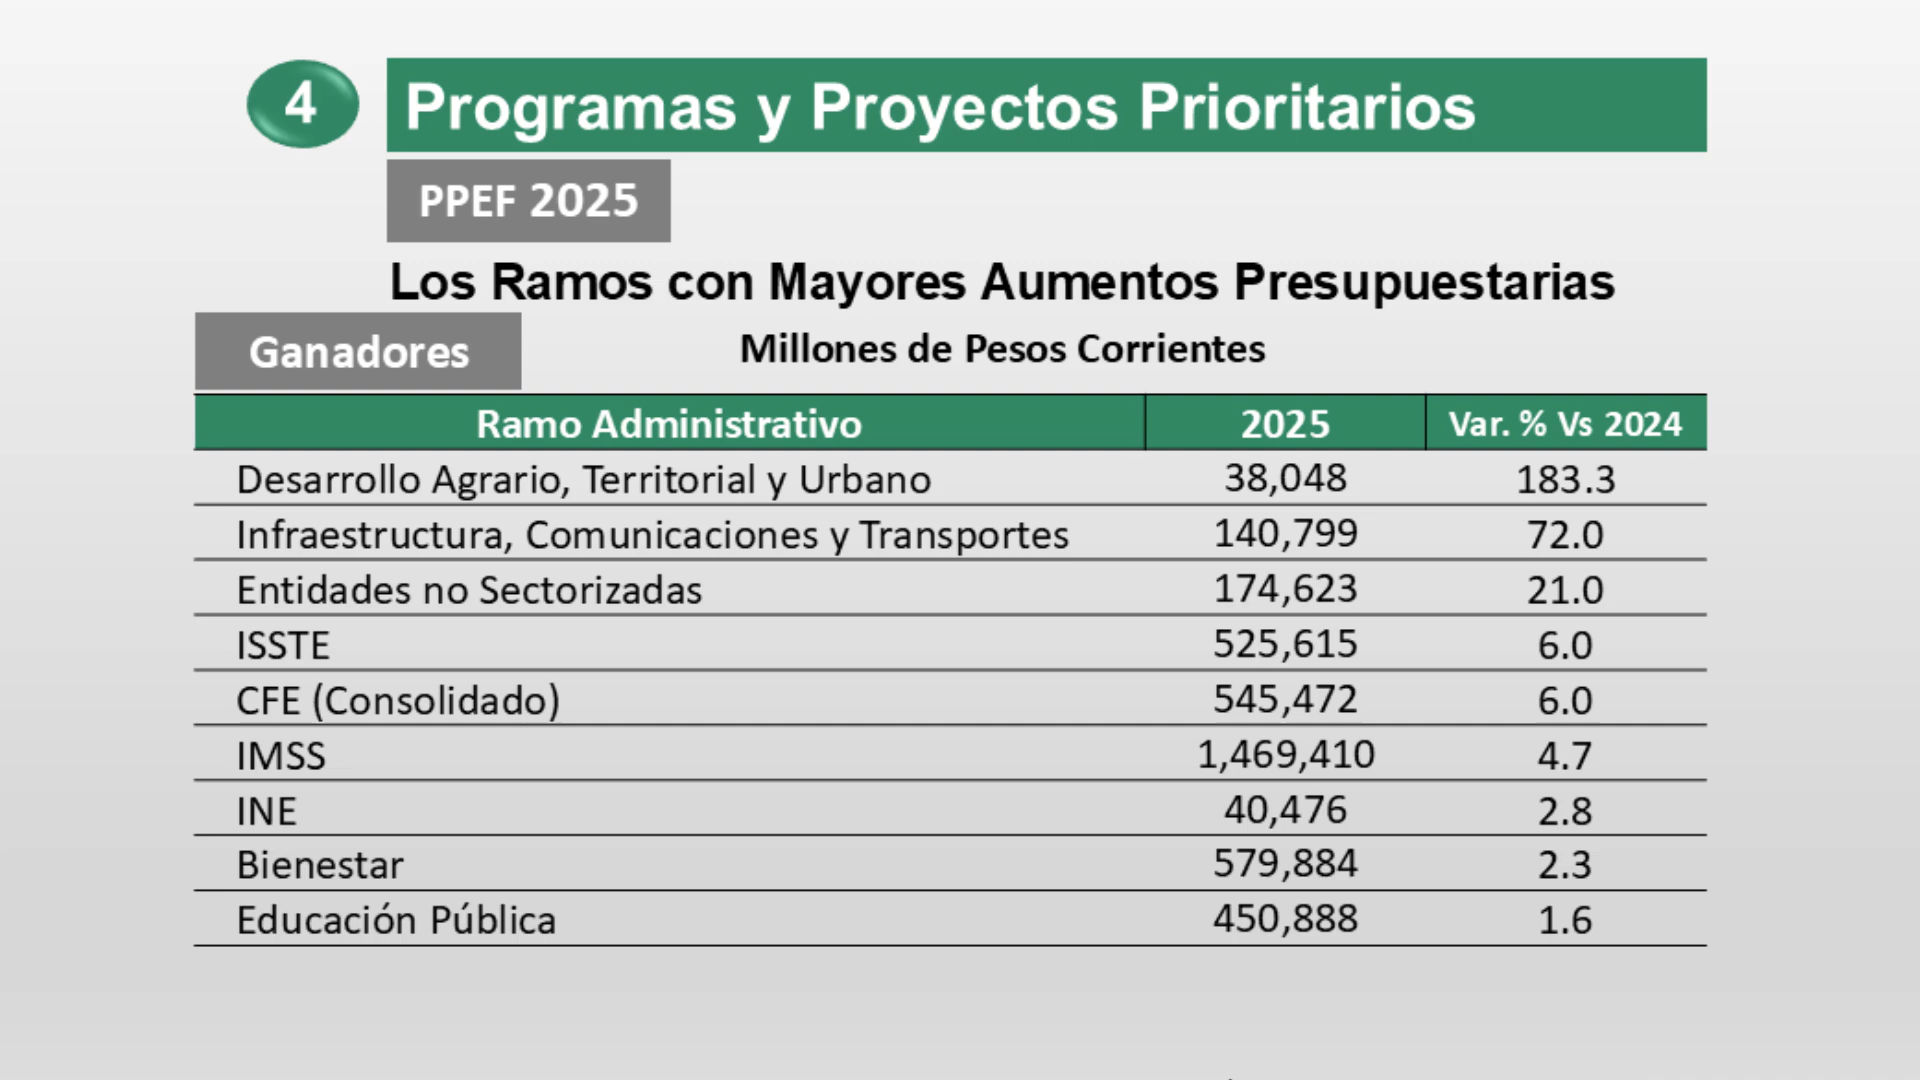 4 Programas y Proyectos Prioritarios
PPEF 2025
Los Ramos con Mayores Aumentos Presupuestarias
Ganadores Millones de Pesos Corrientes
Ramo Administrativo 2025 Var. % Vs 2024
Desarrollo Agrario, Territorial y Urbano 38,048 183.3
Infraestructura, Comunicaciones y Transportes 140,799 72.0
Entidades no Sectorizadas 174,623 21.0
ISSTE 525,615 6.0
CFE (Consolidado) 545,472 6.0
IMSS 1,469,410 4.7
INE 40,476 2.8
Bienestar 579,884 2.3
Educación Pública 450,888 1.6